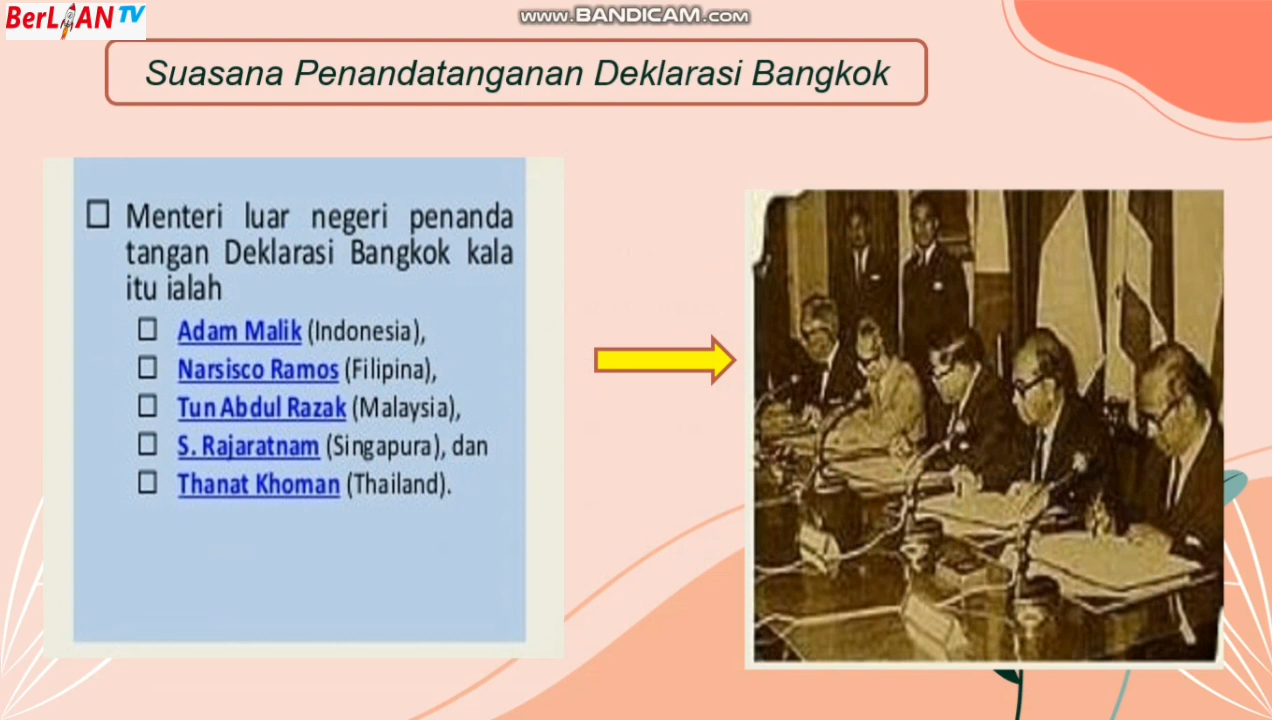 BerLIAN TV
www.BANDICAM.com
Suasana Penandatanganan Deklarasi Bangkok
Menteri luar negeri penanda
tangan Deklarasi Bangkok kala
itu ialah
Adam Malik (Indonesia),
Narsisco Ramos (Filipina),
Tun Abdul Razak (Malaysia),
S. Rajaratnam (Singapura), dan
Thanat Khoman (Thailand).